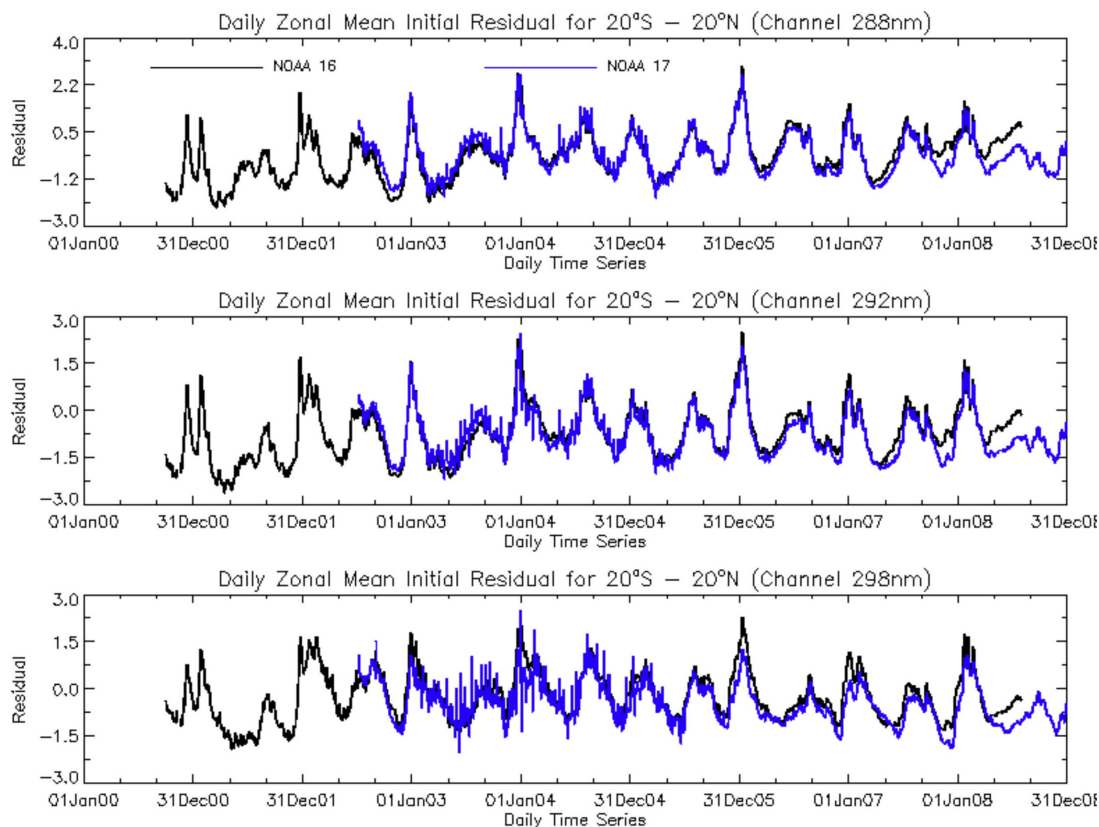 Daily Zonal Mean Initial Residual for 20°S − 20°N (Channel 288nm)
4.0
NOAA 16 NOAA 17
2.2
0.5
−1.2
−3.0
Residual
01Jan00 31Dec00 31Dec01 01Jan03 01Jan04 31Dec04 31Dec05 01Jan07 01Jan08 31Dec08
Daily Time Series
Daily Zonal Mean Initial Residual for 20°S − 20°N (Channel 292nm)
3.0
1.5
0.0
−1.5
−3.0
Residual
01Jan00 31Dec00 31Dec01 01Jan03 01Jan04 31Dec04 31Dec05 01Jan07 01Jan08 31Dec08
Daily Time Series
Daily Zonal Mean Initial Residual for 20°S − 20°N (Channel 298nm)
3.0
1.5
0.0
−1.5
−3.0
Residual
01Jan00 31Dec00 31Dec01 01Jan03 01Jan04 31Dec04 31Dec05 01Jan07 01Jan08 31Dec08
Daily Time Series